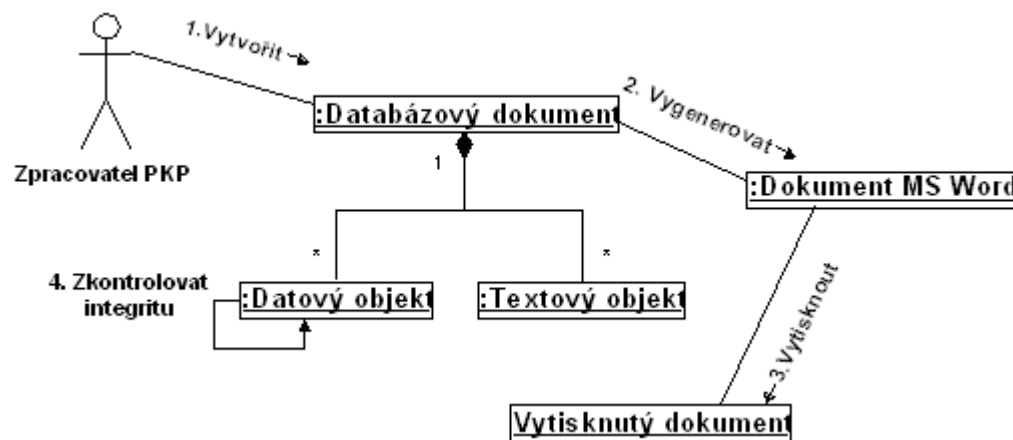 1.Vytvořit
:Databázový dokument
2. Vygenerovat
Zpracovatel PKP
1
:Dokument MS Word
*
*
4. Zkontrolovat
integritu
:Datový objekt
:Textový objekt
3.Vytisknout
Vytisknutý dokument